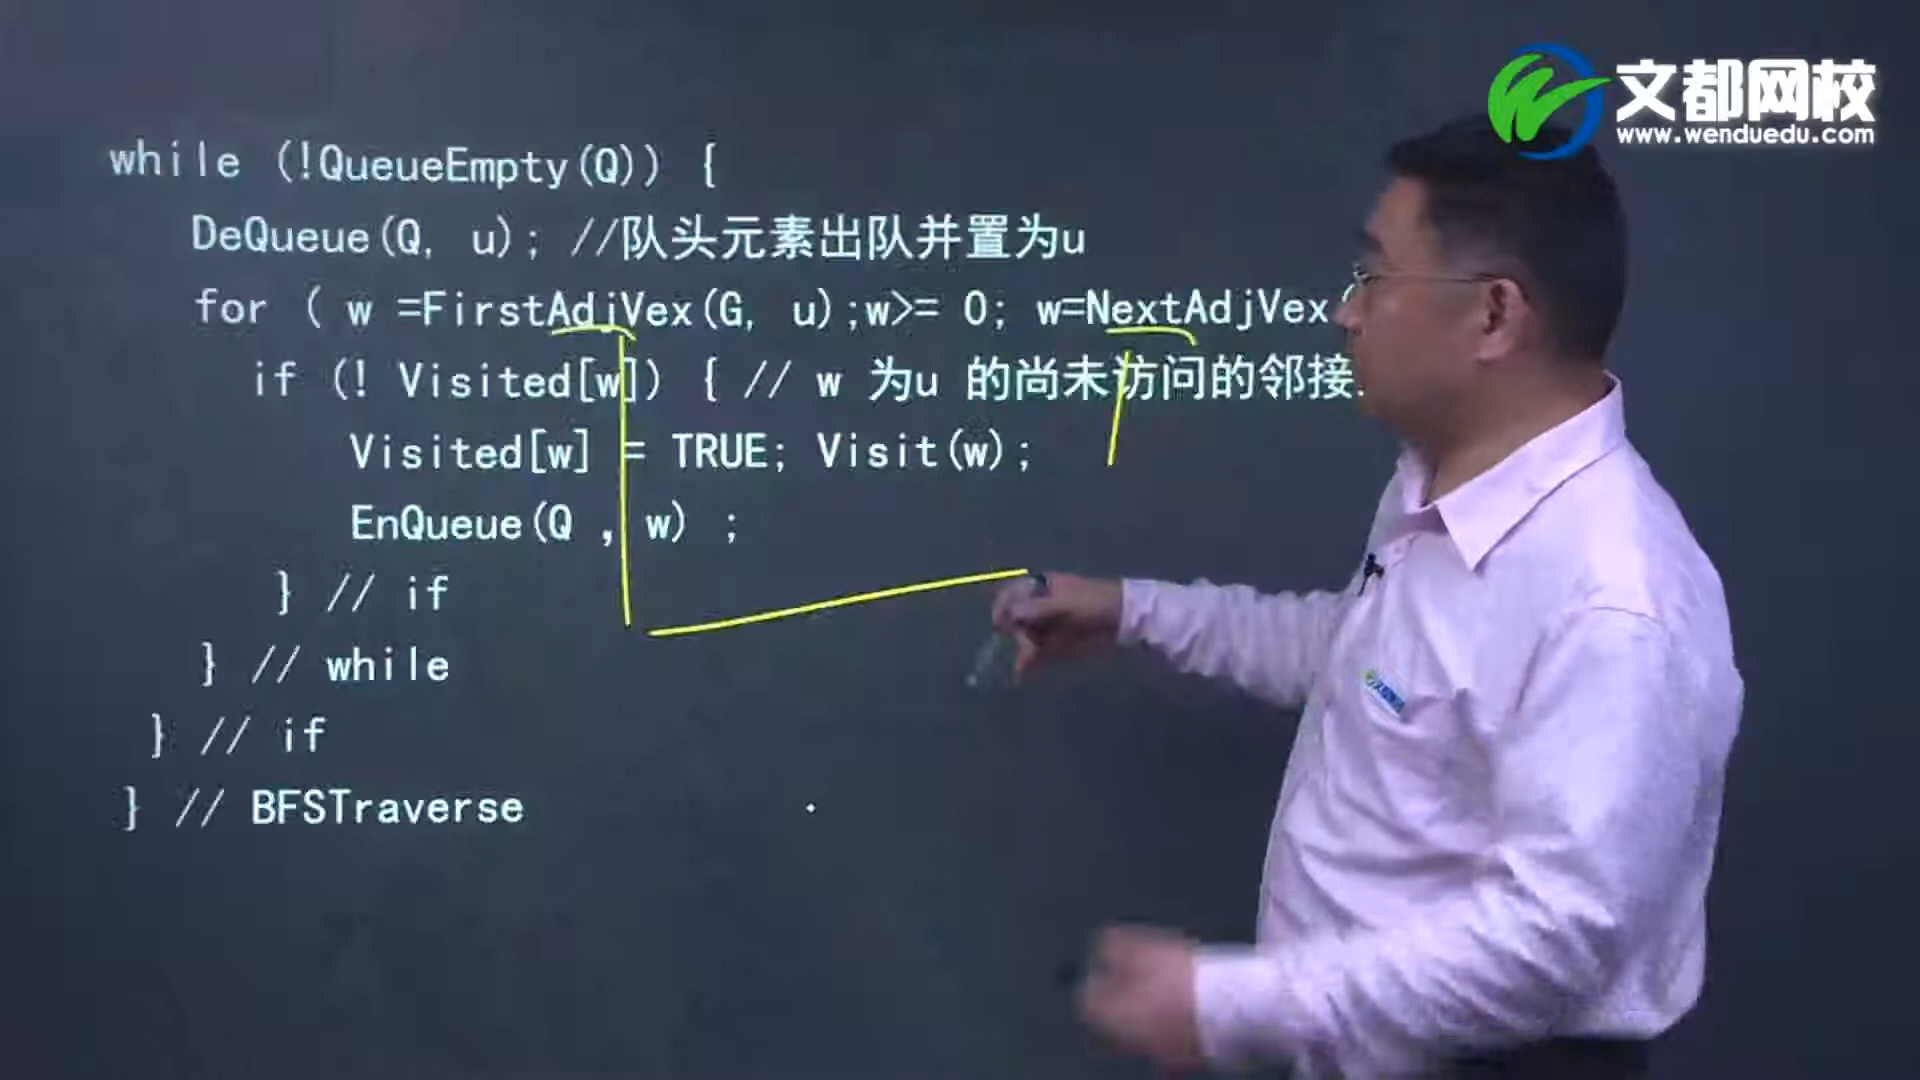 文都网校
www.wenduedu.com
while (!QueueEmpty(Q)) {
DeQueue(Q, u); //队头元素出队并置为u
for ( w =FirstAdjVex(G, u);w>= 0; w=NextAdjVex
if (! Visited[w]) { // w 为u 的尚未访问的邻接
Visited[w] = TRUE; Visit(w);
EnQueue(Q , w) ;
} // if
} // while
} // if
} // BFSTraverse